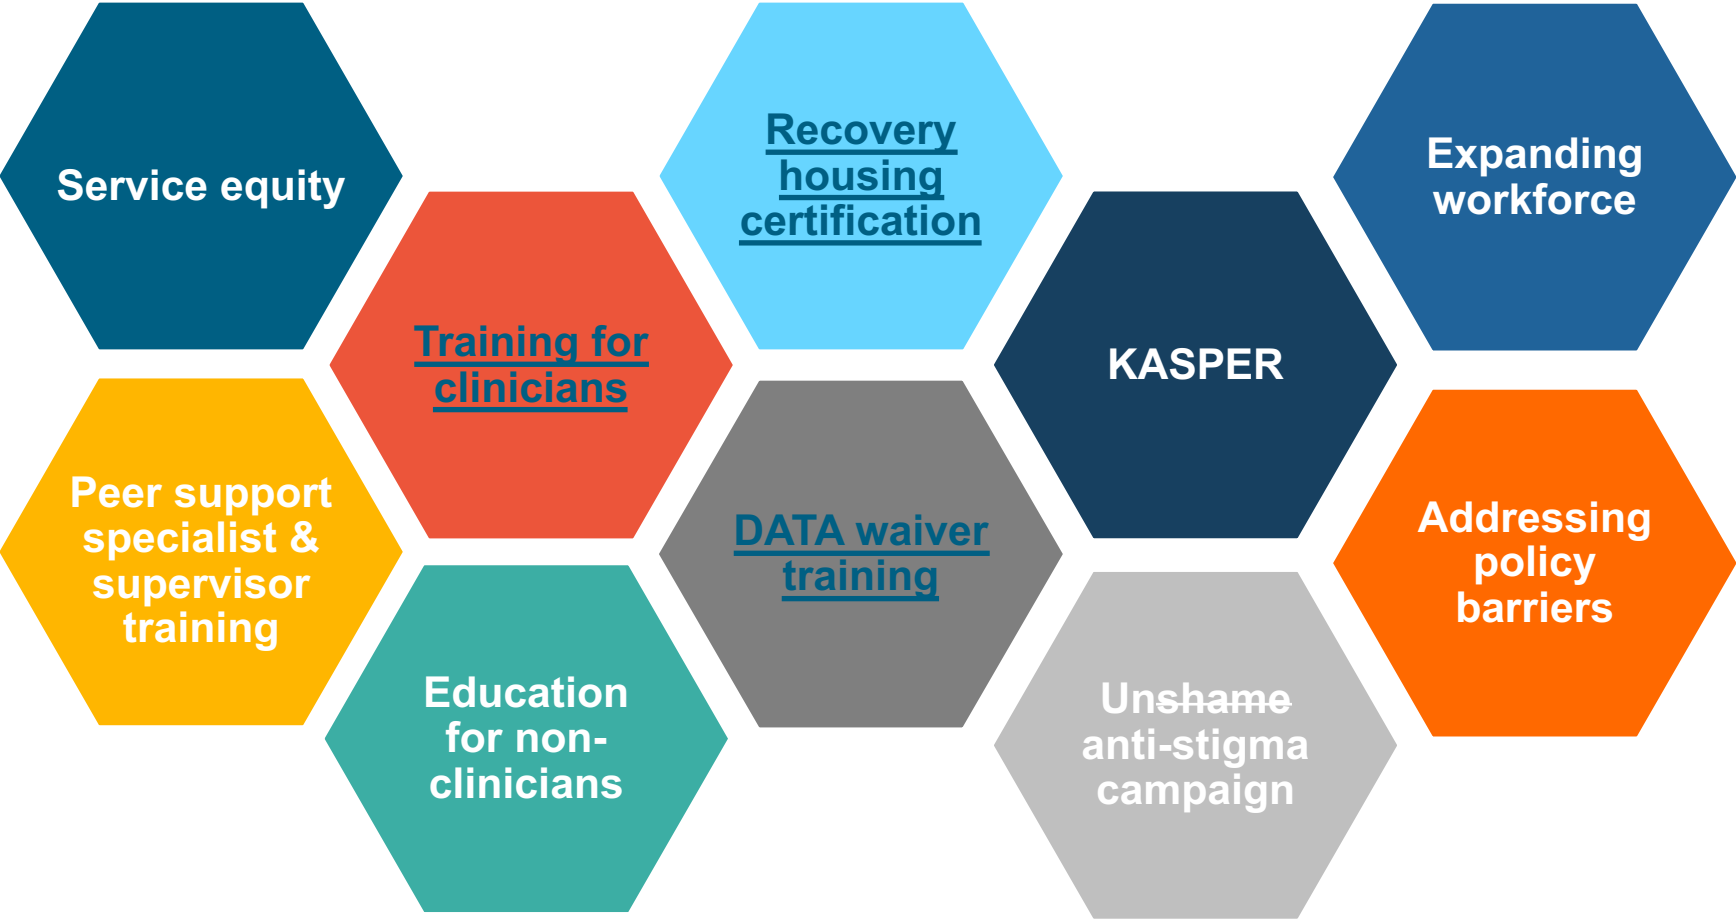 Service equity
Training for
clinicians
Recovery
housing
certification
KASPER
Expanding
workforce
Peer support
specialist &
supervisor
training
Education
for non-
clinicians
DATA waiver
training
Unshame
anti-stigma
campaign
Addressing
policy
barriers